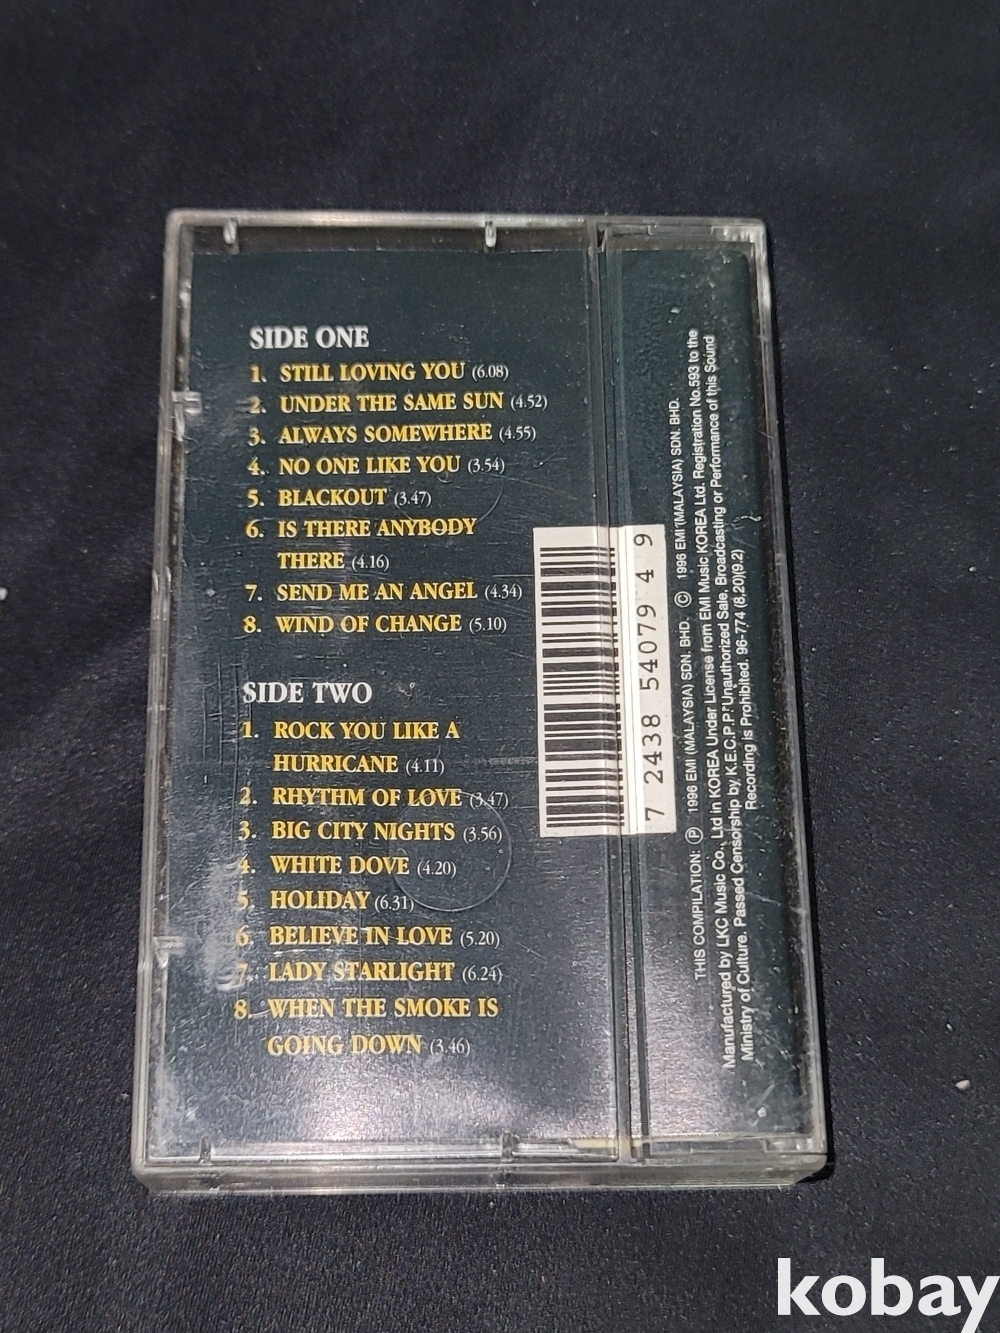 SIDE ONE
1. STILL LOVING YOU (6.08)
2. UNDER THE SAME SUN (4.52)
3. ALWAYS SOMEWHERE (4.55)
4. NO ONE LIKE YOU (3.54)
5. BLACKOUT (3.47)
6. IS THERE ANYBODY
THERE (4.16)
7. SEND ME AN ANGEL (4.34)
8. WIND OF CHANGE (5.10)
SIDE TWO
1. ROCK YOU LIKE A
HURRICANE (4.11)
2. RHYTHM OF LOVE (3.47)
3. BIG CITY NIGHTS (3.56)
4. WHITE DOVE (4.20)
5. HOLIDAY (6.31)
6. BELIEVE IN LOVE (5.20)
7. LADY STARLIGHT (6.24)
8. WHEN THE SMOKE IS
GOING DOWN (3.46)
7 2438 54079 4 9
THIS COMPILATION: Ⓟ 1996 EMI (MALAYSIA) SDN. BHD. Ⓒ 1996 EMI (MALAYSIA) SDN. BHD.
Manufactured by LKC Music Co., Ltd in KOREA Under License from EMI Music KOREA Ltd. Registration No.593 to the
Ministry of Culture. Passed Censorship by K.E.C.P.P. Unauthorized Sale, Broadcasting or Performance of this Sound
Recording is Prohibited. 96-774 (8,20)(9.2)
kobay